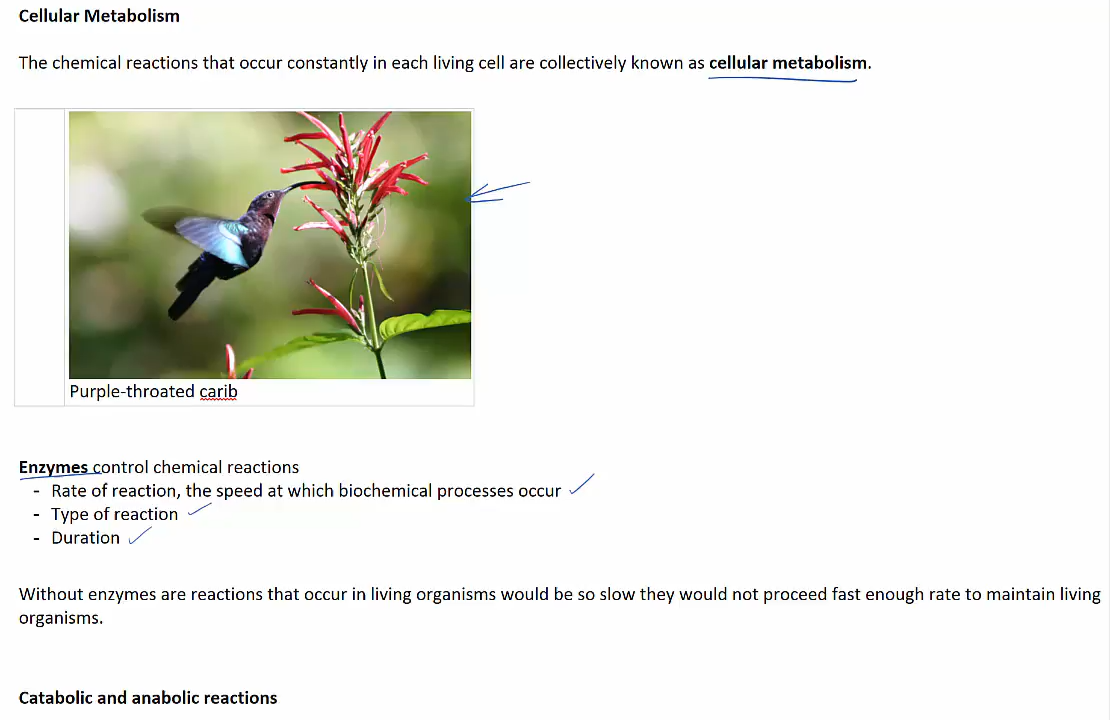 Cellular Metabolism
The chemical reactions that occur constantly in each living cell are collectively known as cellular metabolism.
Purple-throated carib
Enzymes control chemical reactions
- Rate of reaction, the speed at which biochemical processes occur
- Type of reaction
- Duration
Without enzymes are reactions that occur in living organisms would be so slow they would not proceed fast enough rate to maintain living
organisms.
Catabolic and anabolic reactions